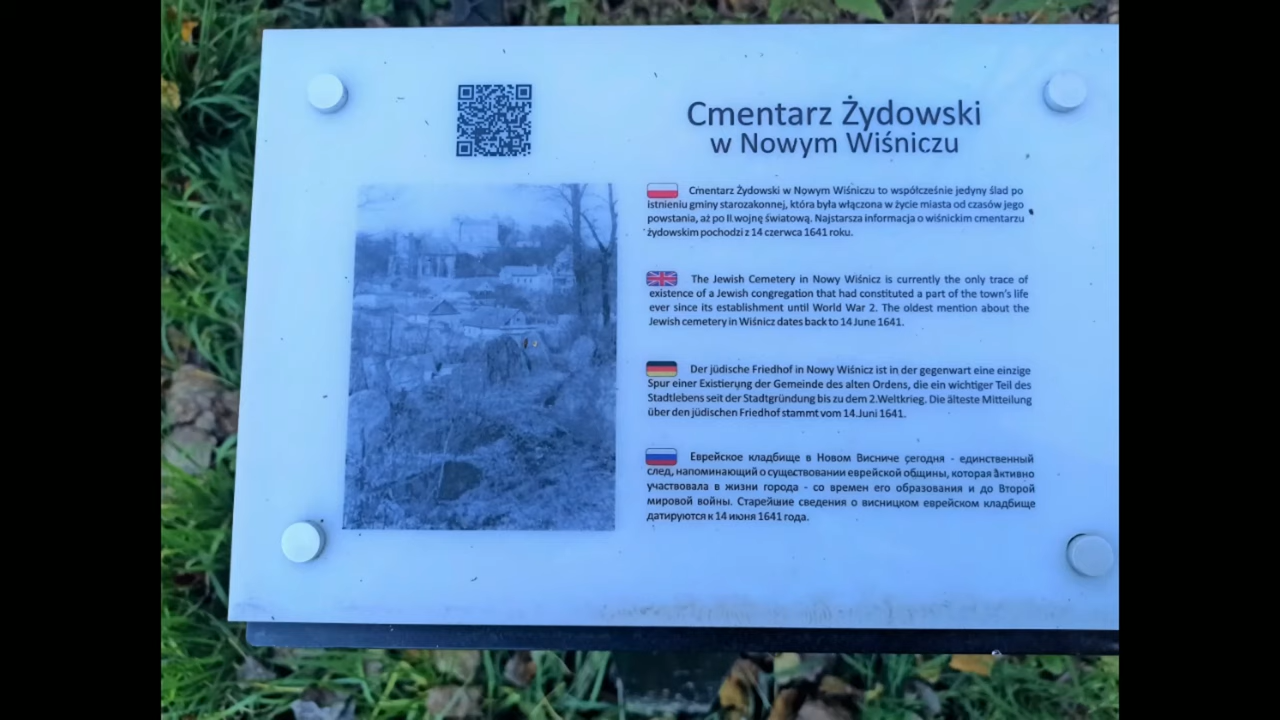 Cmentarz Żydowski
w Nowym Wiśniczu
Cmentarz Żydowski w Nowym Wiśniczu to współcześnie jedyny ślad po
istnieniu gminy starozakonnej, która była włączona w życie miasta od czasów jego
powstania, aż po II wojnę światową. Najstarsza informacja o wiśnickim cmentarzu
żydowskim pochodzi z 14 czerwca 1641 roku.
The Jewish Cemetery in Nowy Wiśnicz is currently the only trace of
existence of a Jewish congregation that had constituted a part of the town's life
ever since its establishment until World War 2. The oldest mention about the
Jewish cemetery in Wiśnicz dates back to 14 June 1641.
Der jüdische Friedhof in Nowy Wiśnicz ist in der gegenwart eine einzige
Spur einer Existierung der Gemeinde des alten Ordens, die ein wichtiger Teil des
Stadtlebens seit der Stadtgründung bis zu dem 2.Weltkrieg. Die älteste Mitteilung
über den jüdischen Friedhof stammt vom 14.Juni 1641.
Еврейское кладбище в Новом Висниче сегодня - единственный
след, напоминающий о существовании еврейской общины, которая активно
участвовала в жизни города - со времен его образования и до Второй
мировой войны. Старейшие сведения о висницком еврейском кладбище
датируются к 14 июня 1641 года.